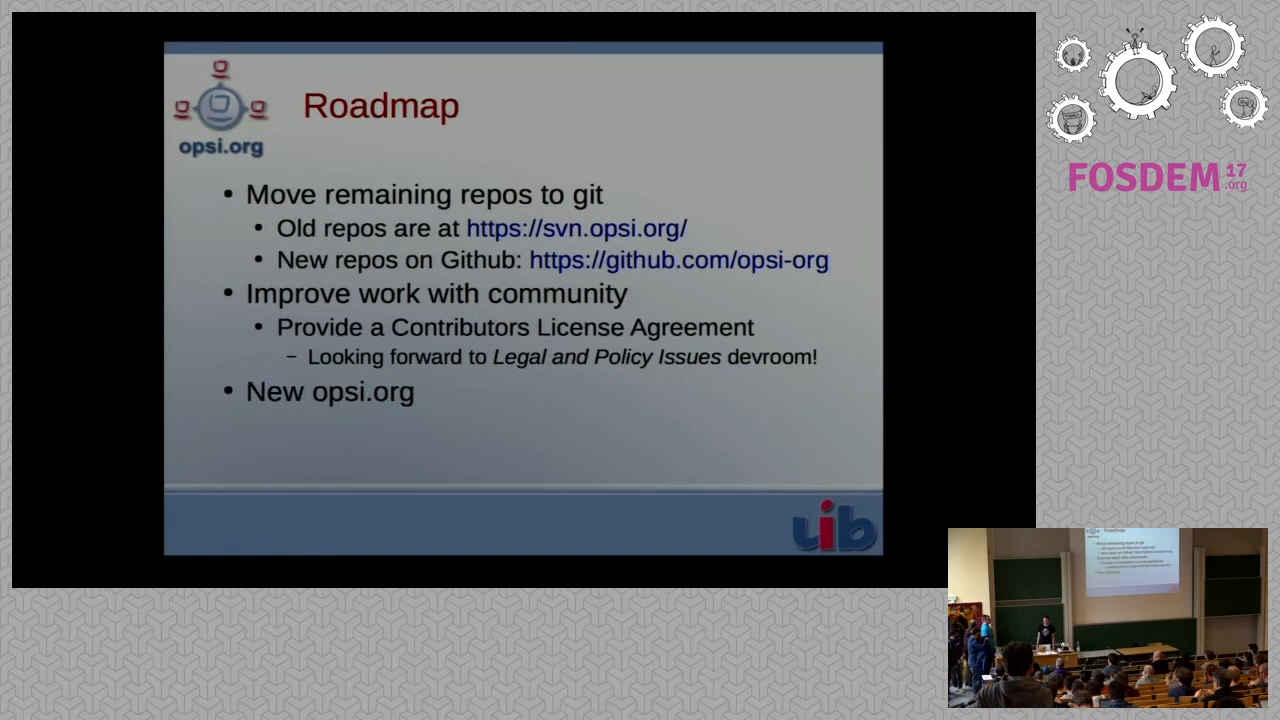 opsi.org
Roadmap
• Move remaining repos to git
• Old repos are at https://svn.opsi.org/
• New repos on Github: https://github.com/opsi-org
• Improve work with community
• Provide a Contributors License Agreement
– Looking forward to Legal and Policy Issues devroom!
• New opsi.org
uib
FOSDEM 17 .org